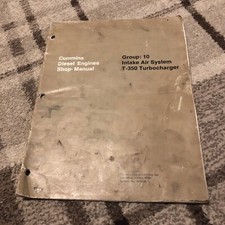 Cummins
Diesel Engines
Shop Manual
Group: 10
Intake Air System
T-350 Turbocharger